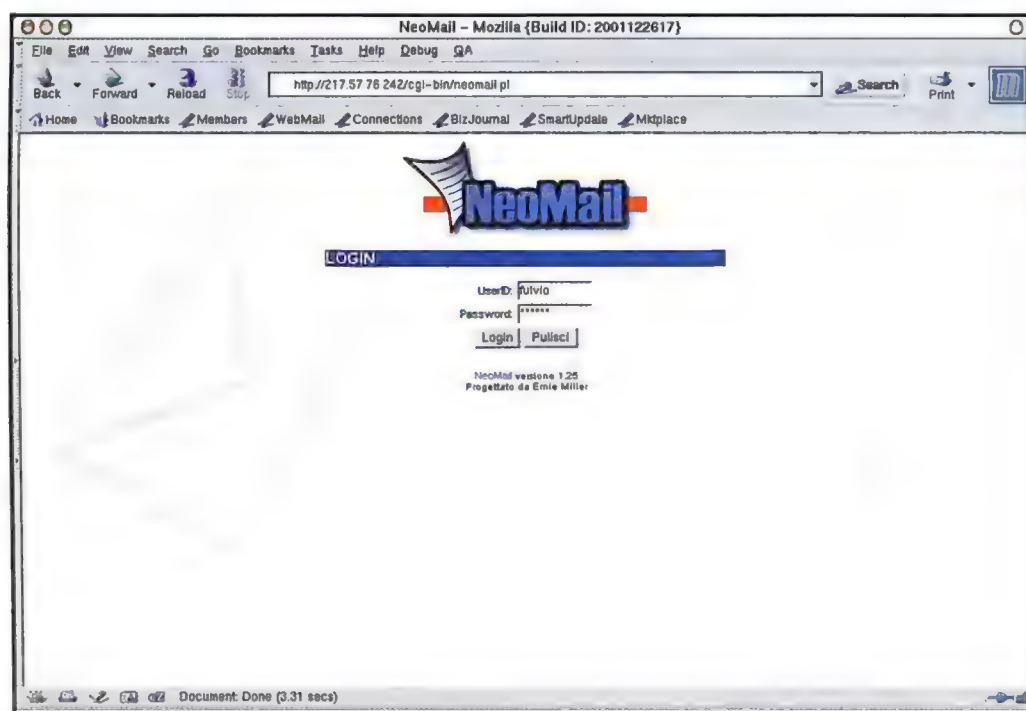 NeoMail – Mozilla {Build ID: 2001122617}
File Edit View Search Go Bookmarks Tasks Help Debug QA
Back Forward Reload Stop http://217.57 76 242/cgi-bin/neomail pl Search Print
Home Bookmarks Members WebMail Connections BizJournal SmartUpdate Mktplace
NeoMail
LOGIN
UserID: fulvio
Password: ******
Login Pulisci
NeoMail versione 1.25
Progettato da Ernie Miller
Document: Done (3.31 secs)